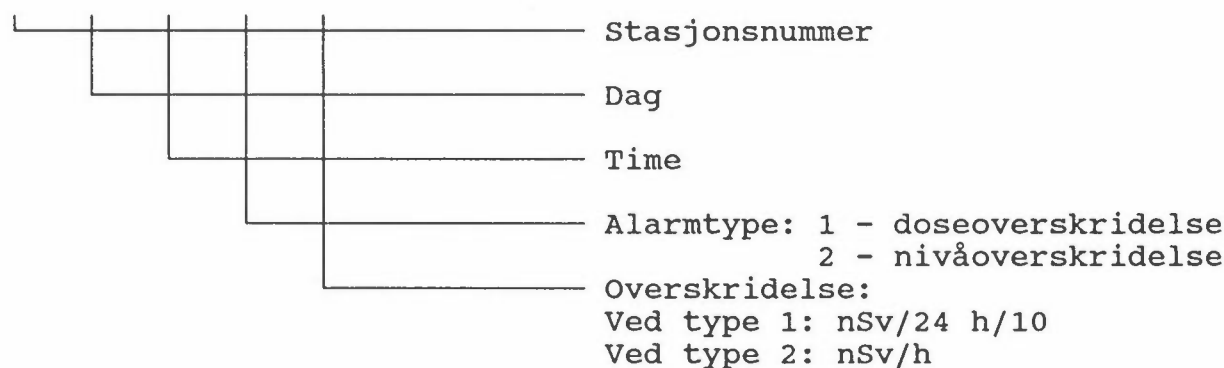 Stasjonsnummer
Dag
Time
Alarmtype: 1 - doseoverskridelse
2 - nivåoverskridelse
Overskridelse:
Ved type 1: nSv/24 h/10
Ved type 2: nSv/h